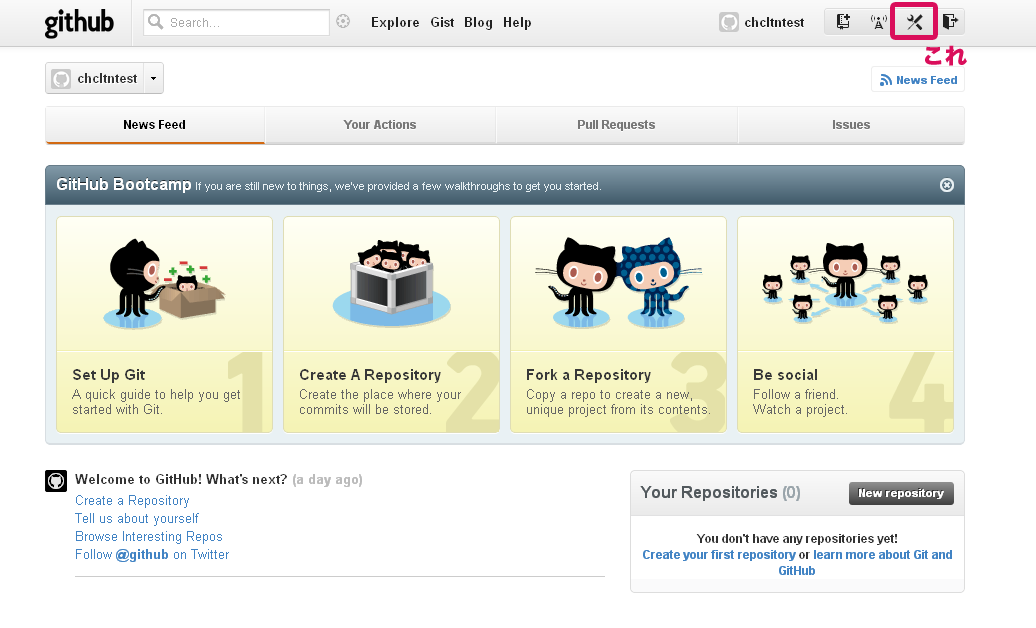 github
Search...
Explore Gist Blog Help
chcltntest
これ
chcltntest
News Feed
News Feed
Your Actions
Pull Requests
Issues
GitHub Bootcamp If you are still new to things, we've provided a few walkthroughs to get you started.
1
Set Up Git
A quick guide to help you get
started with Git.
2
Create A Repository
Create the place where your
commits will be stored.
3
Fork a Repository
Copy a repo to create a new,
unique project from its contents.
4
Be social
Follow a friend.
Watch a project.
Welcome to GitHub! What's next? (a day ago)
Create a Repository
Tell us about yourself
Browse Interesting Repos
Follow @github on Twitter
Your Repositories (0)
New repository
You don't have any repositories yet!
Create your first repository or learn more about Git and
GitHub